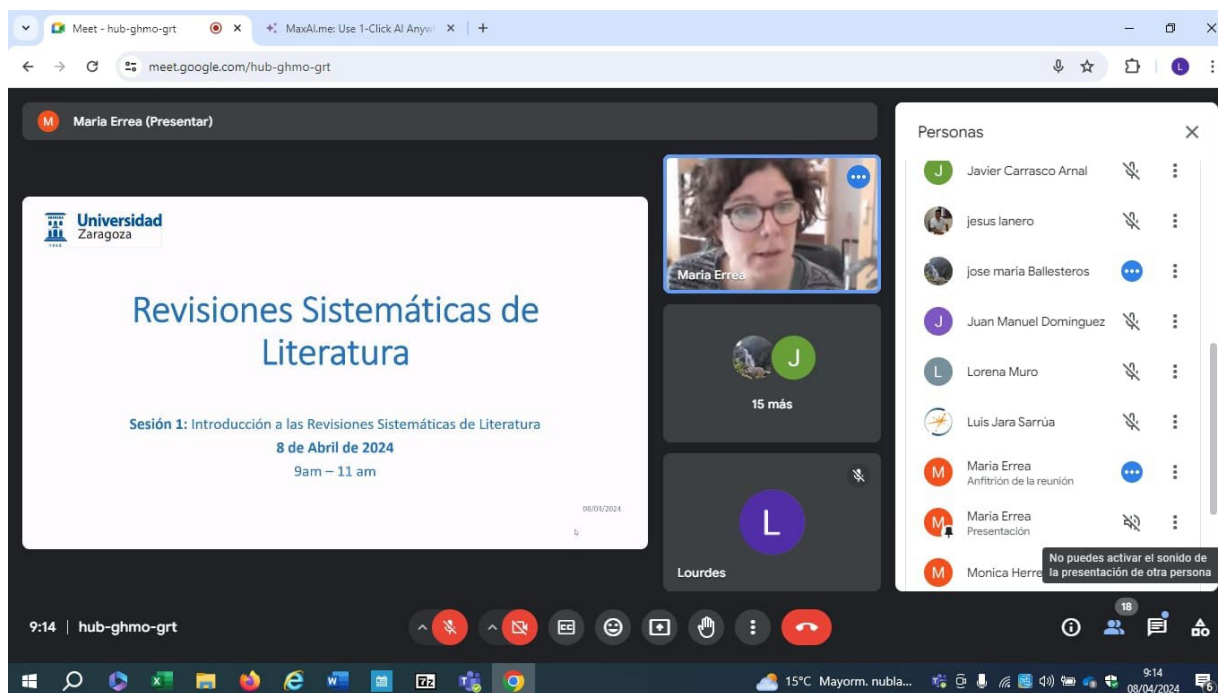 Meet - hub-ghmo-grt
MaxAI.me: Use 1-Click AI Anyw
meet.google.com/hub-ghmo-grt
L
M
Maria Errea (Presentar)
Universidad
Zaragoza
1542
Revisiones Sistemáticas de
Literatura
Sesión 1: Introducción a las Revisiones Sistemáticas de Literatura
8 de Abril de 2024
9am – 11 am
08/04/2024
Maria Errea
J
15 más
L
Lourdes
Personas
J
Javier Carrasco Arnal
jesus lanero
jose maría Ballesteros
J
Juan Manuel Dominguez
L
Lorena Muro
Luis Jara Sarrúa
M
Maria Errea
Anfitrión de la reunión
M
Maria Errea
Presentación
No puedes activar el sonido de
la presentación de otra persona
M
Monica Herre
9:14 | hub-ghmo-grt
CC
18
15°C Mayorm. nubla...
9:14
08/04/2024